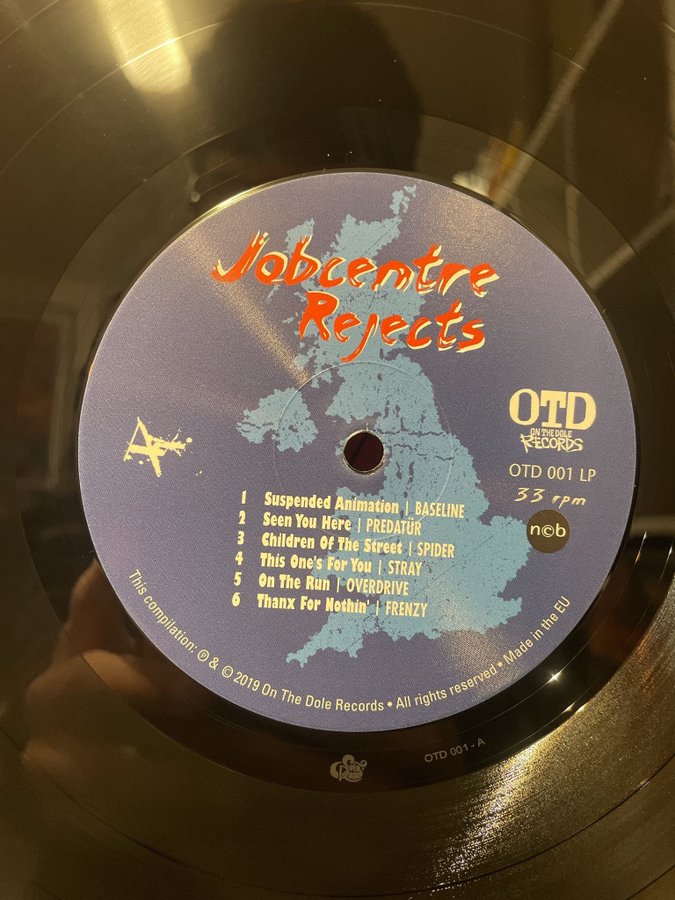 Jobcentre
Rejects
A
OTD
ON THE DOLE
RECORDS
OTD 001 LP
33 rpm
n©b
1 Suspended Animation | BASELINE
2 Seen You Here | PREDATÜR
3 Children Of The Street | SPIDER
4 This One's For You | STRAY
5 On The Run | OVERDRIVE
6 Thanx For Nothin' | FRENZY
This compilation: ℗ & © 2019 On The Dole Records • All rights reserved • Made in the EU
OTD 001 - A